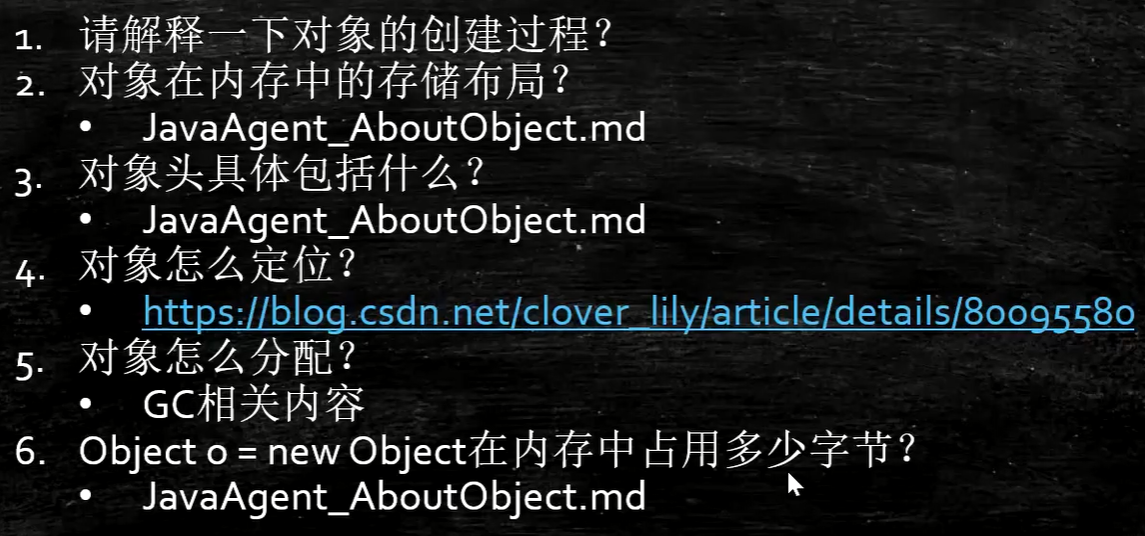 1. 请解释一下对象的创建过程？
2. 对象在内存中的存储布局？
• JavaAgent_AboutObject.md
3. 对象头具体包括什么？
• JavaAgent_AboutObject.md
4. 对象怎么定位？
• https://blog.csdn.net/clover_lily/article/details/80095580
5. 对象怎么分配？
• GC相关内容
6. Object o = new Object在内存中占用多少字节？
• JavaAgent_AboutObject.md